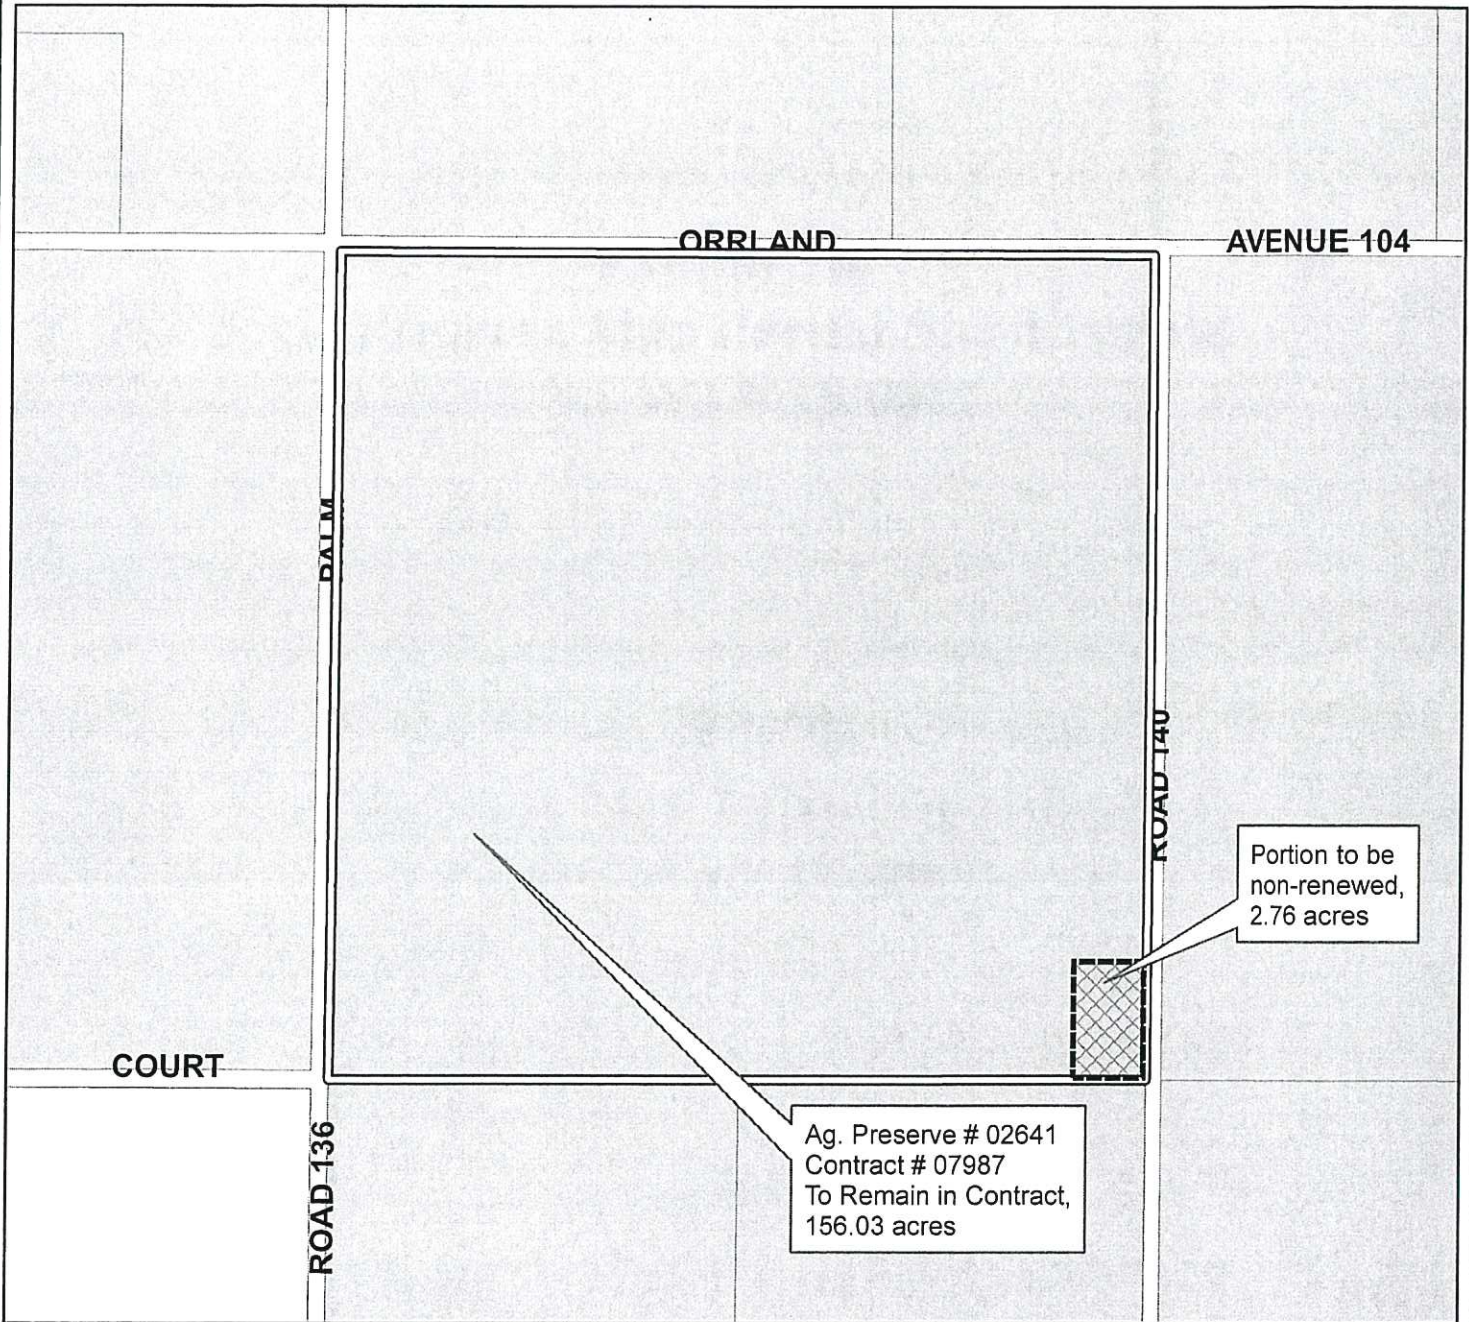 ORRLAND
AVENUE 104
PALM
ROAD 140
Portion to be
non-renewed,
2.76 acres
COURT
ROAD 136
Ag. Preserve # 02641
Contract # 07987
To Remain in Contract,
156.03 acres